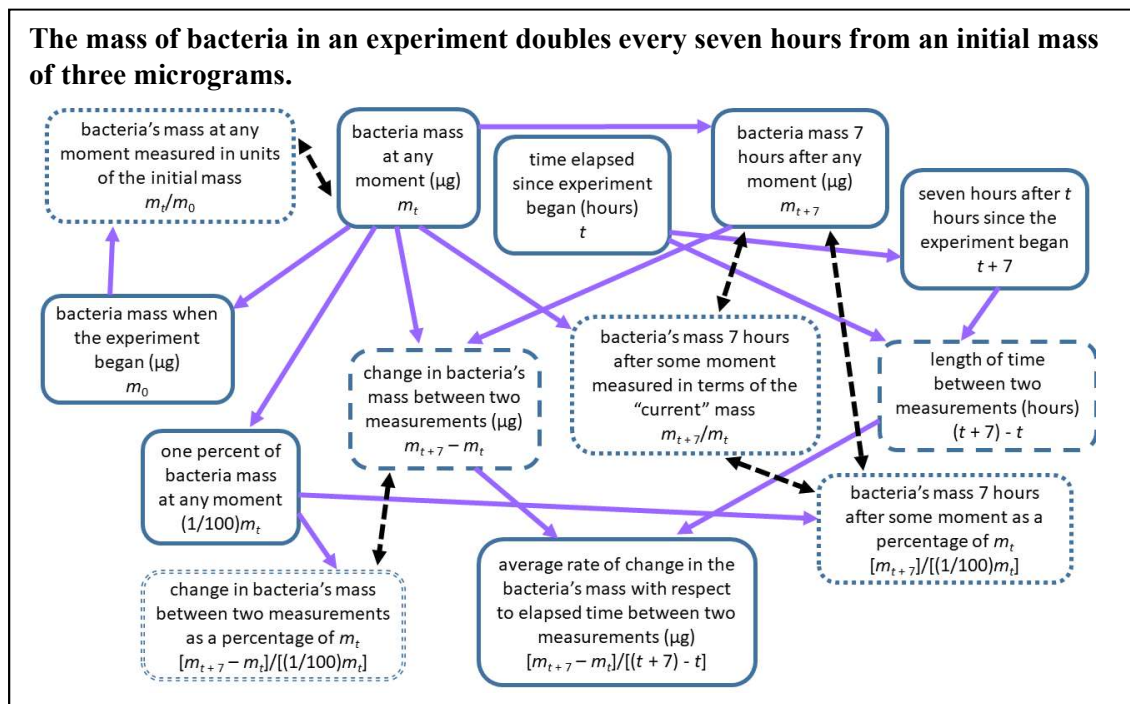 The mass of bacteria in an experiment doubles every seven hours from an initial mass
of three micrograms.
bacteria's mass at any
moment measured in units
of the initial mass
mₜ/m₀
bacteria mass
at any
moment (µg)
mₜ
time elapsed
since experiment
began (hours)
t
bacteria mass 7
hours after any
moment (µg)
mₜ₊₇
seven hours after t
hours since the
experiment began
t + 7
bacteria mass when
the experiment
began (µg)
m₀
change in bacteria's
mass between two
measurements (µg)
mₜ₊₇ – mₜ
bacteria's mass 7 hours
after some moment
measured in terms of the
“current” mass
mₜ₊₇/mₜ
length of time
between two
measurements (hours)
(t + 7) - t
one percent of
bacteria mass
at any moment
(1/100)mₜ
bacteria's mass 7 hours
after some moment as a
percentage of mₜ
[mₜ₊₇]/[(1/100)mₜ]
change in bacteria's mass
between two measurements
as a percentage of mₜ
[mₜ₊₇ – mₜ]/[(1/100)mₜ]
average rate of change in the
bacteria's mass with respect
to elapsed time between two
measurements (µg)
[mₜ₊₇ – mₜ]/[(t + 7) - t]